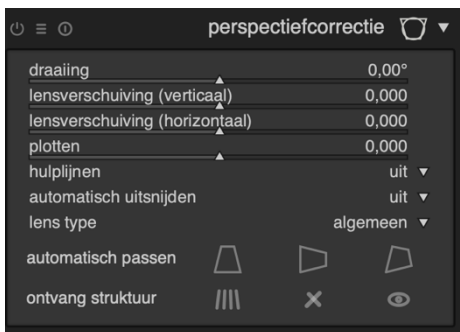 perspectiefcorrectie
draaiing 0,00°
lensverschuiving (verticaal) 0,000
lensverschuiving (horizontaal) 0,000
plotten 0,000
hulplijnen uit
automatisch uitsnijden uit
lens type algemeen
automatisch passen
ontvang struktuur